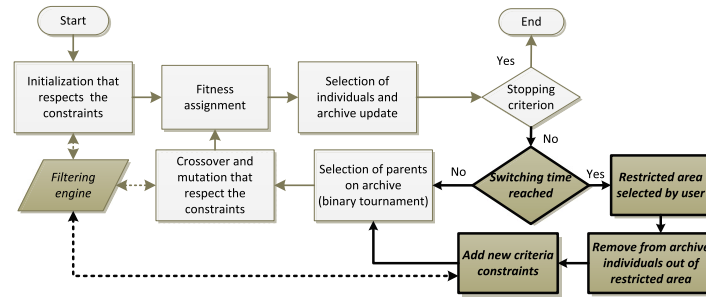 Start
End
Yes
Initialization that
respects the
constraints
Fitness
assignment
Selection of
individuals and
archive update
Stopping
criterion
No
Filtering
engine
Crossover and
mutation that
respect the
constraints
Selection of parents
on archive
(binary tournament)
No
Switching time
reached
Yes
Restricted area
selected by user
Add new criteria
constraints
Remove from archive
individuals out of
restricted area